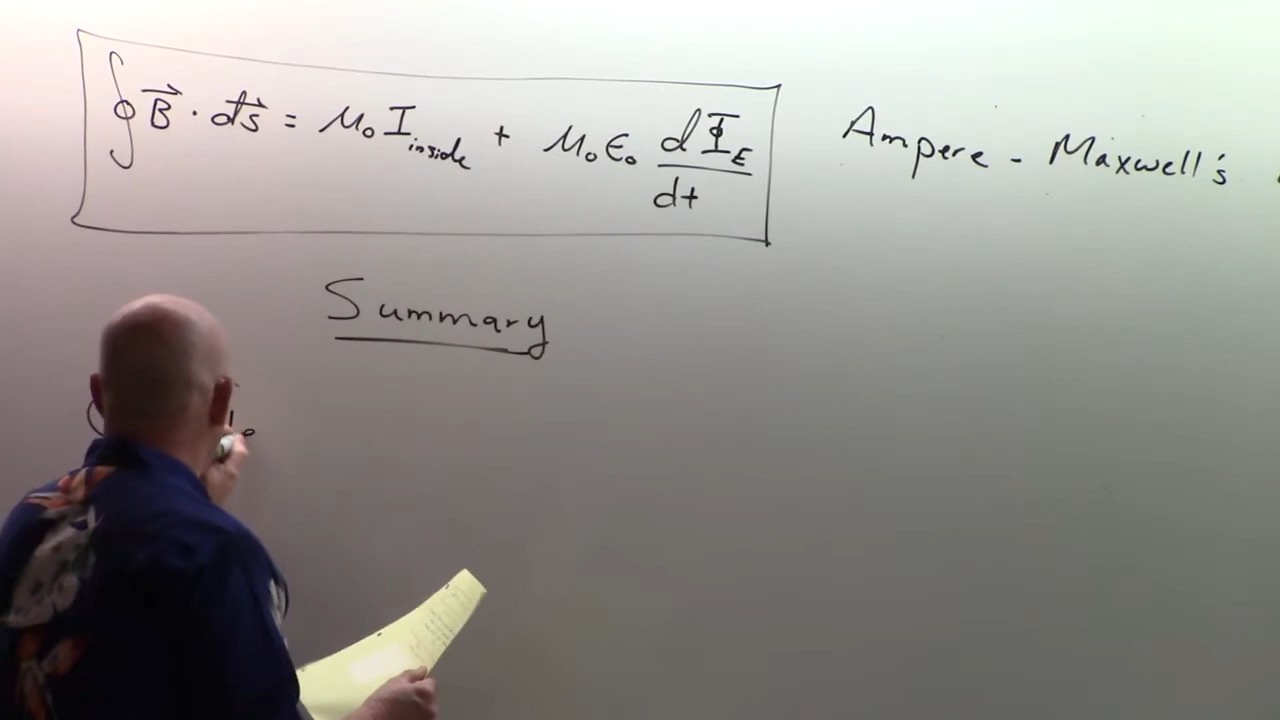 ∮ B⃗ · ds⃗ = μ₀ I_inside + μ₀ ε₀ dΦ_E/dt Ampere - Maxwell's
Summary